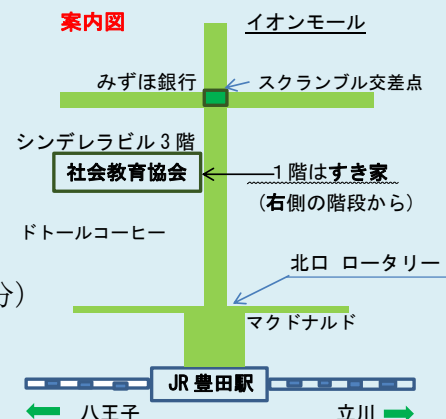 案内図
イオンモール
みずほ銀行
スクランブル交差点
シンデレラビル3階
社会教育協会
1階はすき家
(右側の階段から)
ドトールコーヒー
北口 ロータリー
分)
マクドナルド
JR豊田駅
八王子
立川